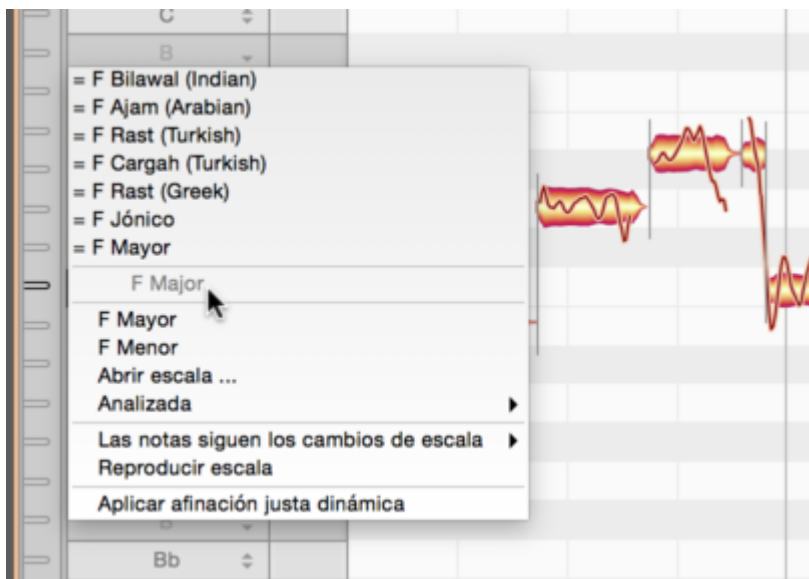 C
B
= F Bilawal (Indian)
= F Ajam (Arabian)
= F Rast (Turkish)
= F Cargah (Turkish)
= F Rast (Greek)
= F Jónico
= F Mayor
F Major
F Mayor
F Menor
Abrir escala ...
Analizada
Las notas siguen los cambios de escala
Reproducir escala
Aplicar afinación justa dinámica
Bb